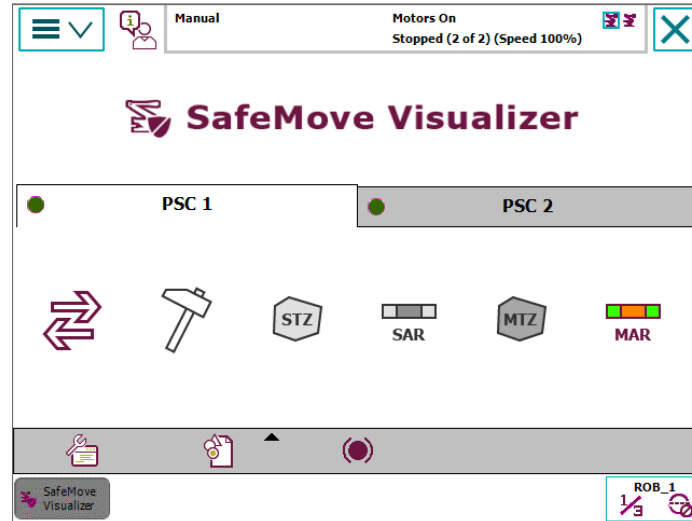 Manual
Motors On
Stopped (2 of 2) (Speed 100%)
SafeMove Visualizer
PSC 1
PSC 2
STZ
SAR
MTZ
MAR
SafeMove
Visualizer
ROB_1
1/3